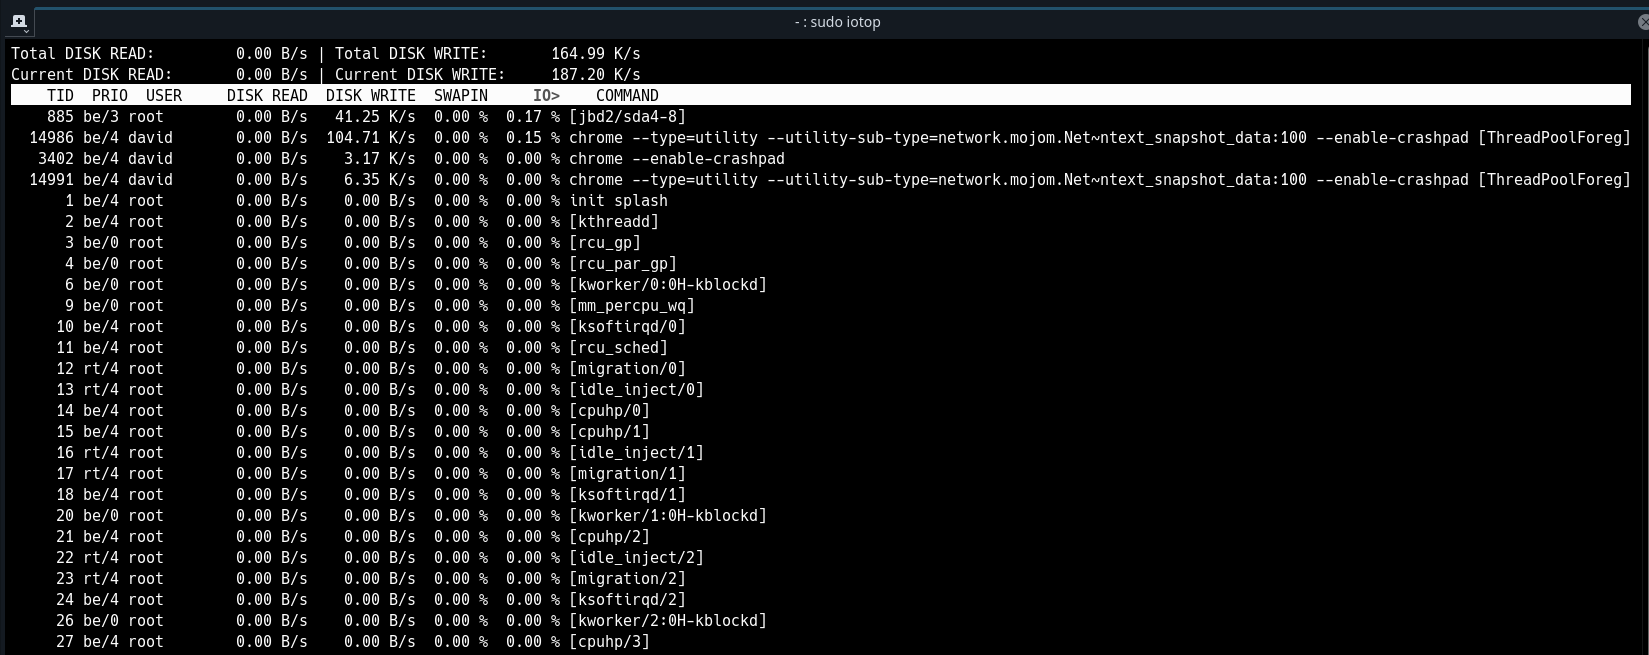 - : sudo iotop
Total DISK READ:         0.00 B/s | Total DISK WRITE:       164.99 K/s
Current DISK READ:       0.00 B/s | Current DISK WRITE:     187.20 K/s
    TID  PRIO  USER     DISK READ  DISK WRITE  SWAPIN     IO>    COMMAND
    885 be/3 root        0.00 B/s   41.25 K/s  0.00 %  0.17 % [jbd2/sda4-8]
  14986 be/4 david       0.00 B/s  104.71 K/s  0.00 %  0.15 % chrome --type=utility --utility-sub-type=network.mojom.Net~ntext_snapshot_data:100 --enable-crashpad [ThreadPoolForeg]
   3402 be/4 david       0.00 B/s    3.17 K/s  0.00 %  0.00 % chrome --enable-crashpad
  14991 be/4 david       0.00 B/s    6.35 K/s  0.00 %  0.00 % chrome --type=utility --utility-sub-type=network.mojom.Net~ntext_snapshot_data:100 --enable-crashpad [ThreadPoolForeg]
      1 be/4 root        0.00 B/s    0.00 B/s  0.00 %  0.00 % init splash
      2 be/4 root        0.00 B/s    0.00 B/s  0.00 %  0.00 % [kthreadd]
      3 be/0 root        0.00 B/s    0.00 B/s  0.00 %  0.00 % [rcu_gp]
      4 be/0 root        0.00 B/s    0.00 B/s  0.00 %  0.00 % [rcu_par_gp]
      6 be/0 root        0.00 B/s    0.00 B/s  0.00 %  0.00 % [kworker/0:0H-kblockd]
      9 be/0 root        0.00 B/s    0.00 B/s  0.00 %  0.00 % [mm_percpu_wq]
     10 be/4 root        0.00 B/s    0.00 B/s  0.00 %  0.00 % [ksoftirqd/0]
     11 be/4 root        0.00 B/s    0.00 B/s  0.00 %  0.00 % [rcu_sched]
     12 rt/4 root        0.00 B/s    0.00 B/s  0.00 %  0.00 % [migration/0]
     13 rt/4 root        0.00 B/s    0.00 B/s  0.00 %  0.00 % [idle_inject/0]
     14 be/4 root        0.00 B/s    0.00 B/s  0.00 %  0.00 % [cpuhp/0]
     15 be/4 root        0.00 B/s    0.00 B/s  0.00 %  0.00 % [cpuhp/1]
     16 rt/4 root        0.00 B/s    0.00 B/s  0.00 %  0.00 % [idle_inject/1]
     17 rt/4 root        0.00 B/s    0.00 B/s  0.00 %  0.00 % [migration/1]
     18 be/4 root        0.00 B/s    0.00 B/s  0.00 %  0.00 % [ksoftirqd/1]
     20 be/0 root        0.00 B/s    0.00 B/s  0.00 %  0.00 % [kworker/1:0H-kblockd]
     21 be/4 root        0.00 B/s    0.00 B/s  0.00 %  0.00 % [cpuhp/2]
     22 rt/4 root        0.00 B/s    0.00 B/s  0.00 %  0.00 % [idle_inject/2]
     23 rt/4 root        0.00 B/s    0.00 B/s  0.00 %  0.00 % [migration/2]
     24 be/4 root        0.00 B/s    0.00 B/s  0.00 %  0.00 % [ksoftirqd/2]
     26 be/0 root        0.00 B/s    0.00 B/s  0.00 %  0.00 % [kworker/2:0H-kblockd]
     27 be/4 root        0.00 B/s    0.00 B/s  0.00 %  0.00 % [cpuhp/3]